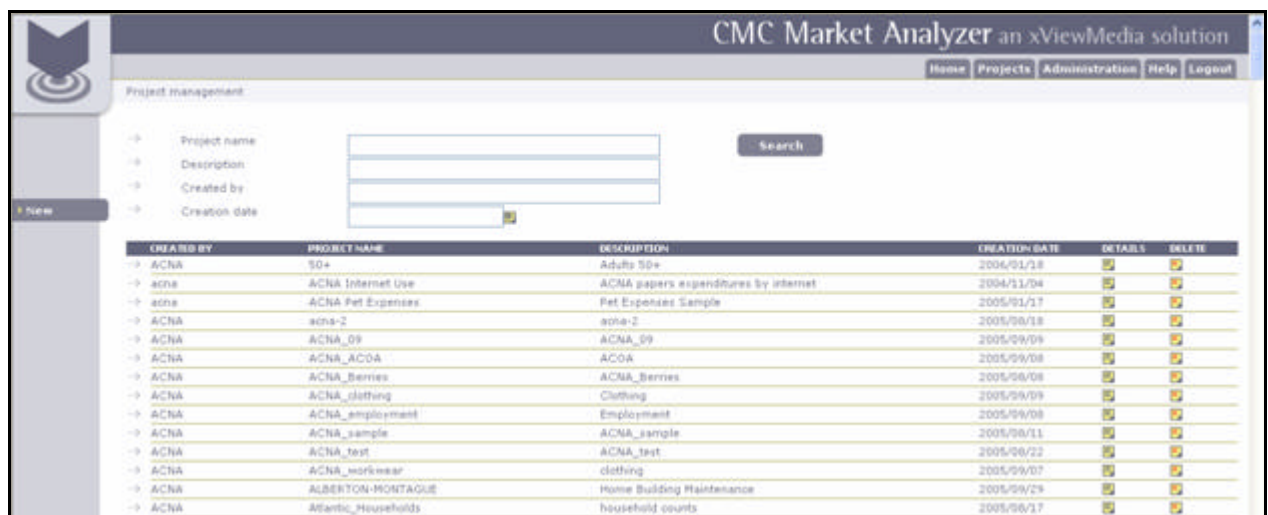 CMC Market Analyzer an xViewMedia solution
Home Projects Administration Help Logout
Project management
Project name
Search
Description
Created by
New
Creation date
CREATED BY PROJECT NAME DESCRIPTION CREATION DATE DETAILS DELETE
ACNA 50+ Adults 50+ 2006/01/18
acna ACNA Internet Use ACNA papers expenditures by internet 2004/11/04
acna ACNA Pet Expenses Pet Expenses Sample 2005/01/17
ACNA acna-2 acna-2 2005/08/18
ACNA ACNA_09 ACNA_09 2005/09/09
ACNA ACNA_ACOA ACOA 2005/09/08
ACNA ACNA_Berries ACNA_Berries 2005/08/08
ACNA ACNA_clothing Clothing 2005/09/09
ACNA ACNA_employment Employment 2005/09/08
ACNA ACNA_sample ACNA_sample 2005/08/11
ACNA ACNA_test ACNA_test 2005/08/22
ACNA ACNA_workwear clothing 2005/09/07
ACNA ALBERTON-MONTAGUE Home Building Maintenance 2005/09/29
ACNA Atlantic_Households household counts 2005/08/17